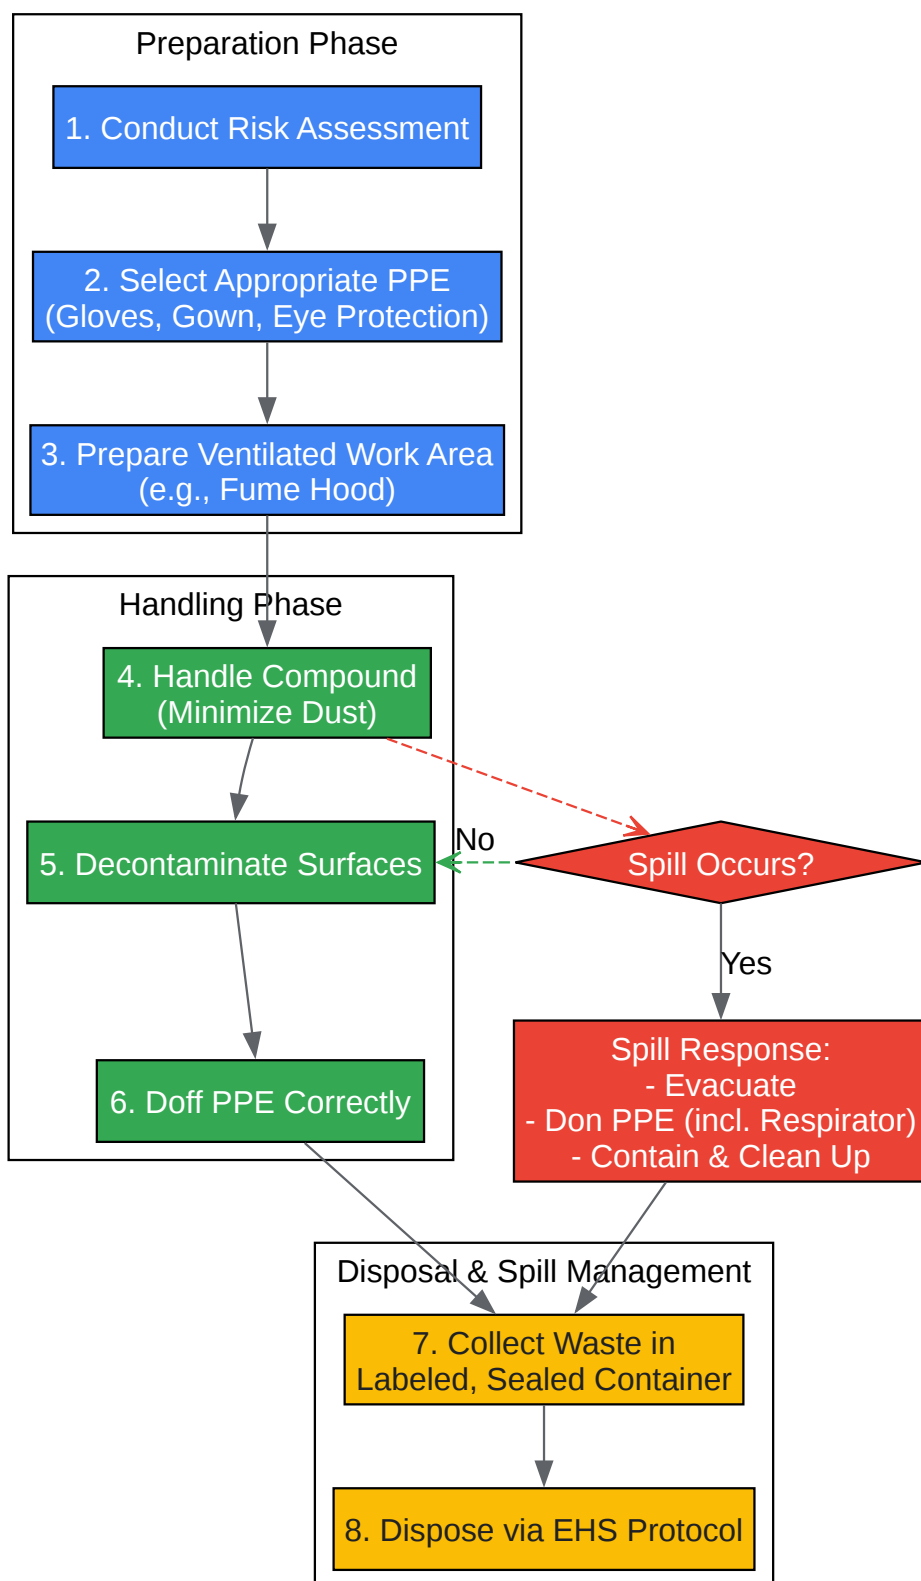 Preparation Phase
1. Conduct Risk Assessment
2. Select Appropriate PPE
(Gloves, Gown, Eye Protection)
3. Prepare Ventilated Work Area
(e.g., Fume Hood)
Handling Phase
4. Handle Compound
(Minimize Dust)
No
5. Decontaminate Surfaces
Spill Occurs?
Yes
6. Doff PPE Correctly
Spill Response:
- Evacuate
- Don PPE (incl. Respirator)
- Contain & Clean Up
Disposal & Spill Management
7. Collect Waste in
Labeled, Sealed Container
8. Dispose via EHS Protocol